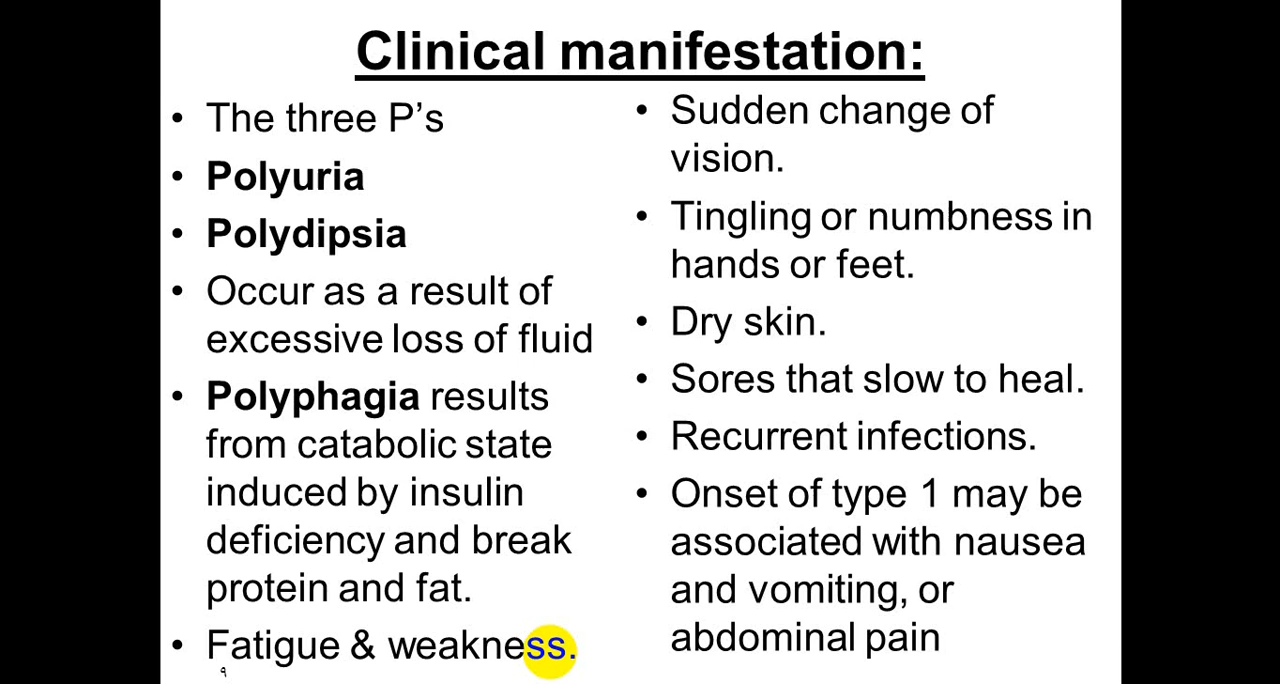 Clinical manifestation:
• The three P’s
• Polyuria
• Polydipsia
• Occur as a result of
excessive loss of fluid
• Polyphagia results
from catabolic state
induced by insulin
deficiency and break
protein and fat.
• Fatigue & weakness.
• Sudden change of
vision.
• Tingling or numbness in
hands or feet.
• Dry skin.
• Sores that slow to heal.
• Recurrent infections.
• Onset of type 1 may be
associated with nausea
and vomiting, or
abdominal pain
٩